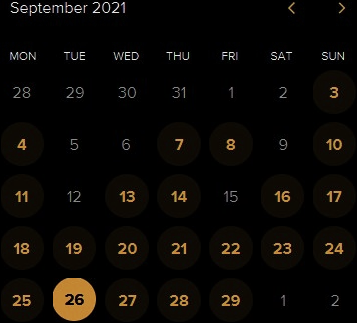 September 2021
MON TUE WED THU FRI SAT SUN
28 29 30 31 1 2 3
4 5 6 7 8 9 10
11 12 13 14 15 16 17
18 19 20 21 22 23 24
25 26 27 28 29 1 2